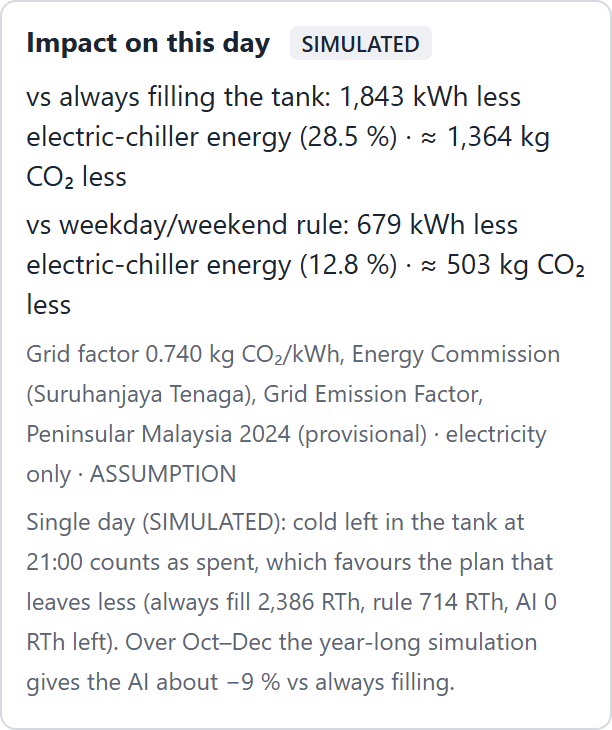 Impact on this day SIMULATED
vs always filling the tank: 1,843 kWh less
electric-chiller energy (28.5 %) · ≈ 1,364 kg
CO₂ less
vs weekday/weekend rule: 679 kWh less
electric-chiller energy (12.8 %) · ≈ 503 kg CO₂
less
Grid factor 0.740 kg CO₂/kWh, Energy Commission
(Suruhanjaya Tenaga), Grid Emission Factor,
Peninsular Malaysia 2024 (provisional) · electricity
only · ASSUMPTION
Single day (SIMULATED): cold left in the tank at
21:00 counts as spent, which favours the plan that
leaves less (always fill 2,386 RTh, rule 714 RTh, AI 0
RTh left). Over Oct–Dec the year-long simulation
gives the AI about −9 % vs always filling.